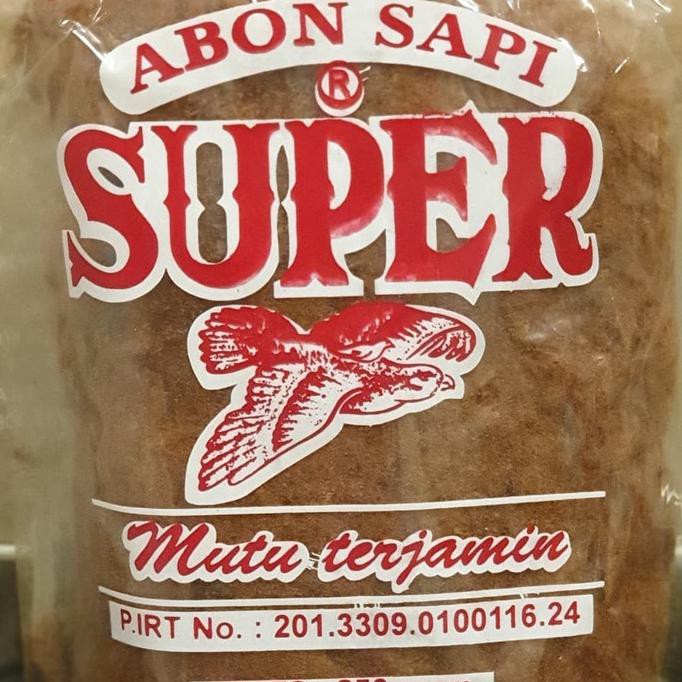 ABON SAPI
®
SUPER
Mutu terjamin
P.IRT No. : 201.3309.0100116.24